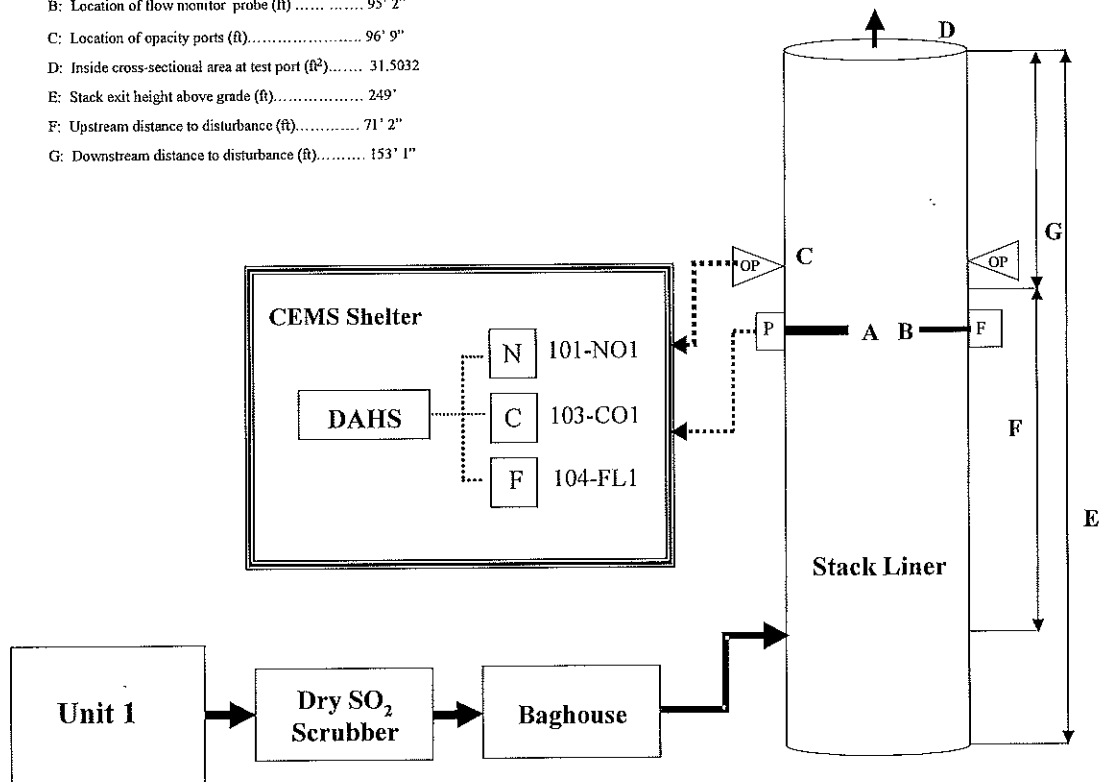 B: Location of flow monitor probe (ft) ...... ....... 95' 2"
C: Location of opacity ports (ft)...................... 96' 9"
D: Inside cross-sectional area at test port (ft²)....... 31.5032
E: Stack exit height above grade (ft)................. 249'
F: Upstream distance to disturbance (ft)............. 71' 2"
G: Downstream distance to disturbance (ft).......... 153' 1"
D
G
OP
C
OP
CEMS Shelter
P
A
B
F
N
101-NO1
DAHS
C
103-CO1
F
F
104-FL1
E
Stack Liner
Unit 1
Dry SO₂
Scrubber
Baghouse